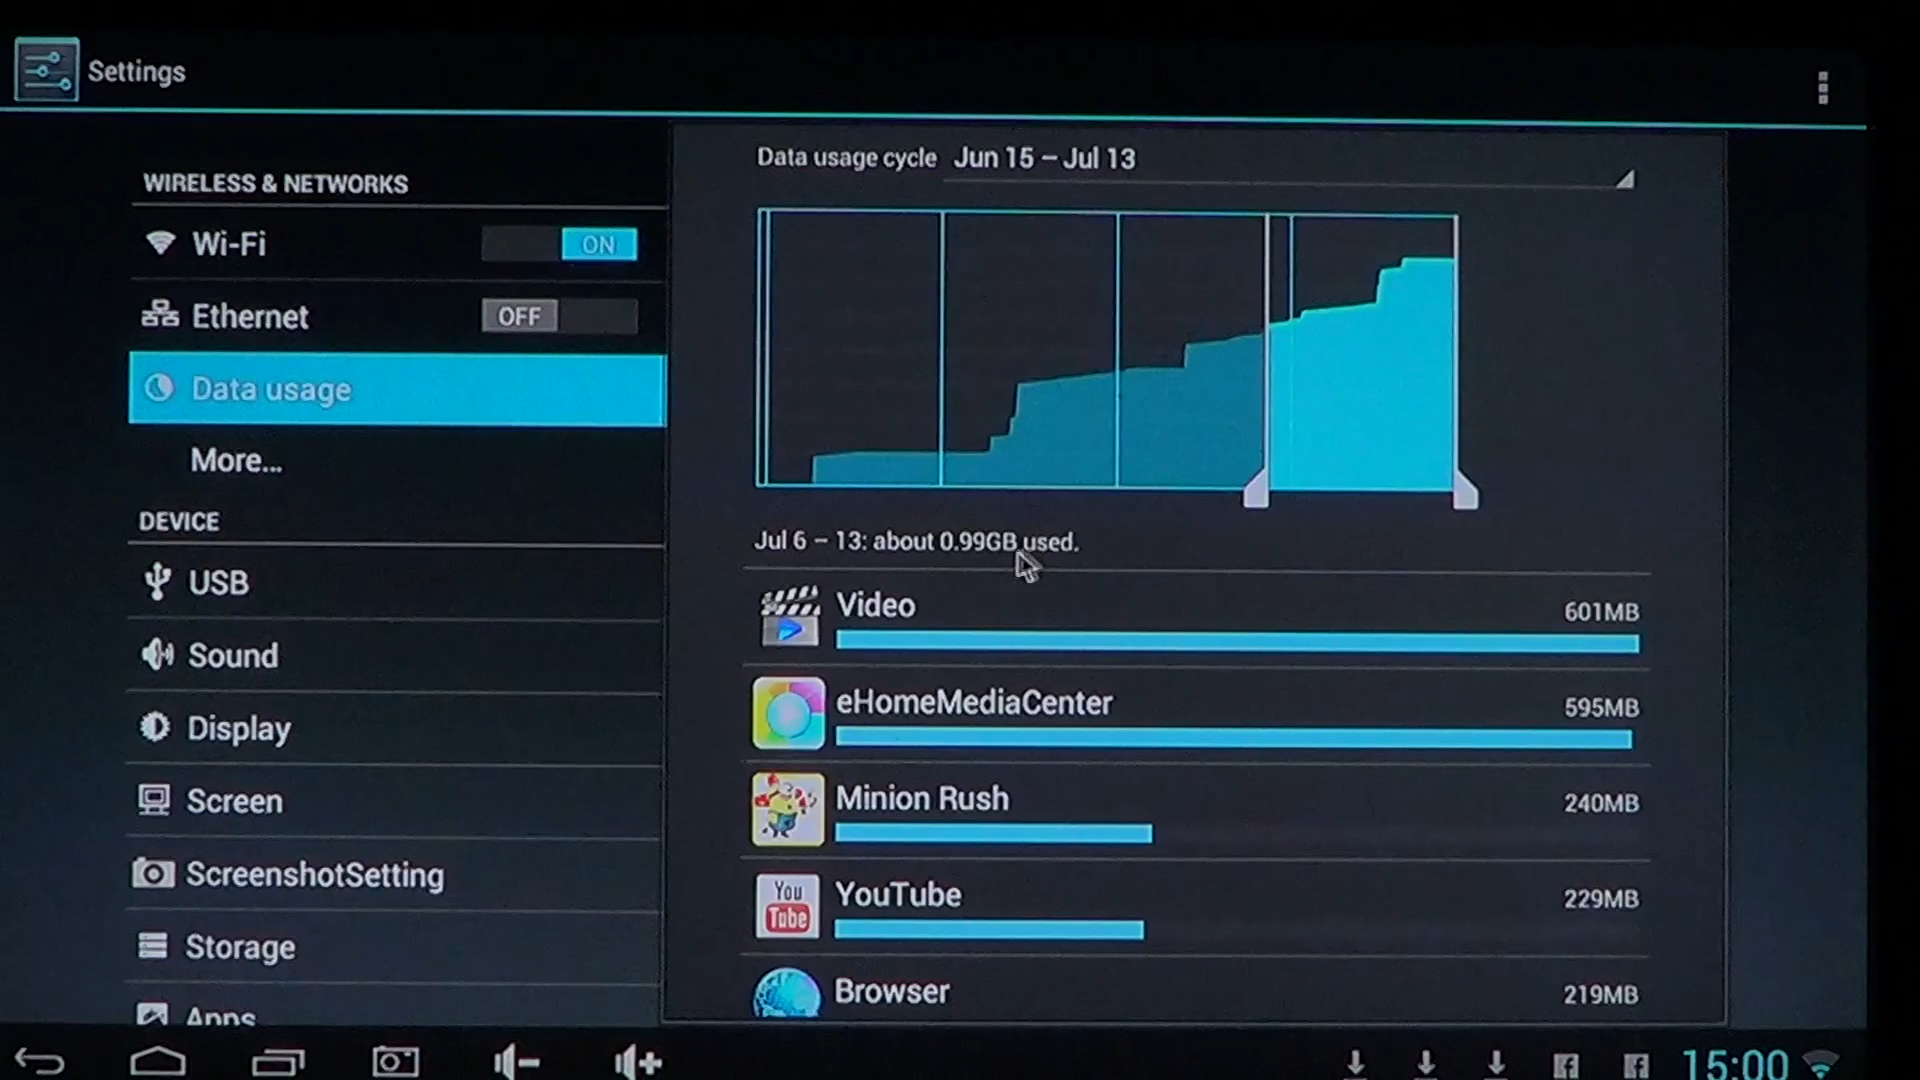 Settings
WIRELESS & NETWORKS
Wi-Fi
ON
Ethernet
OFF
Data usage
More...
DEVICE
USB
Sound
Display
Screen
ScreenshotSetting
Storage
Apps
Data usage cycle Jun 15 – Jul 13
Jul 6 – 13: about 0.99GB used.
Video
601MB
eHomeMediaCenter
595MB
Minion Rush
240MB
You
Tube
YouTube
229MB
Browser
219MB
15:00